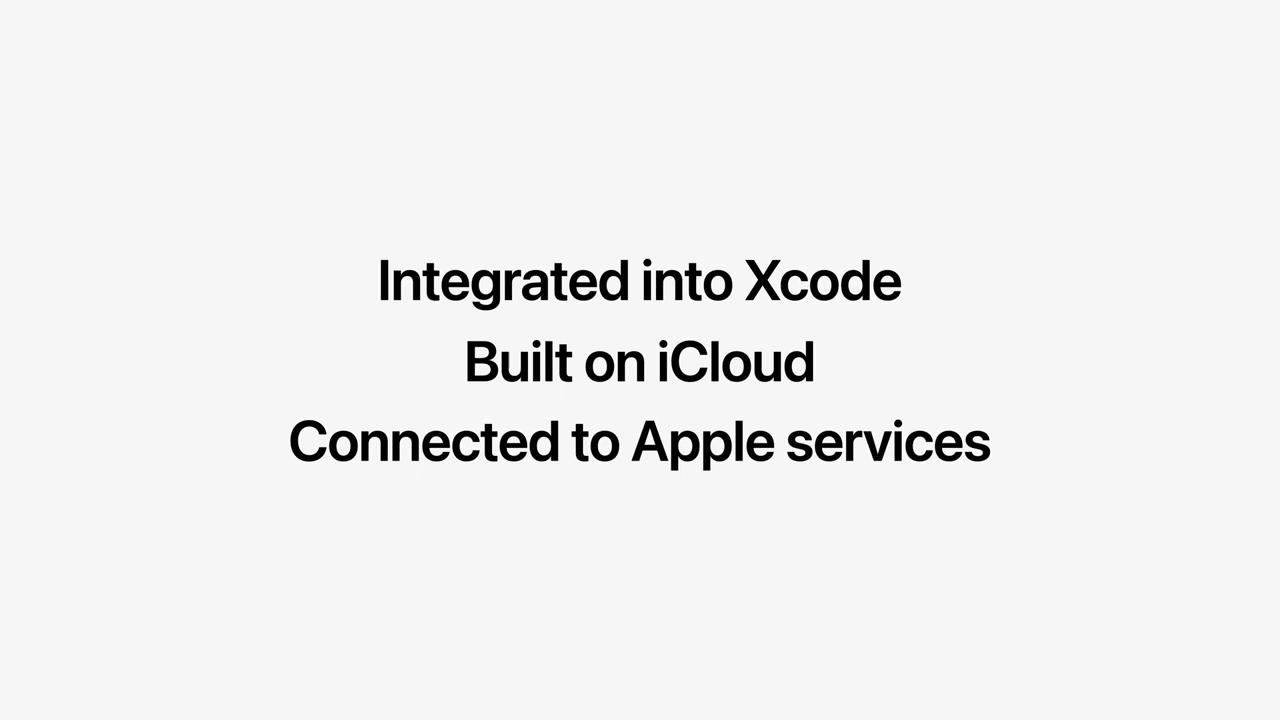 Integrated into Xcode
Built on iCloud
Connected to Apple services